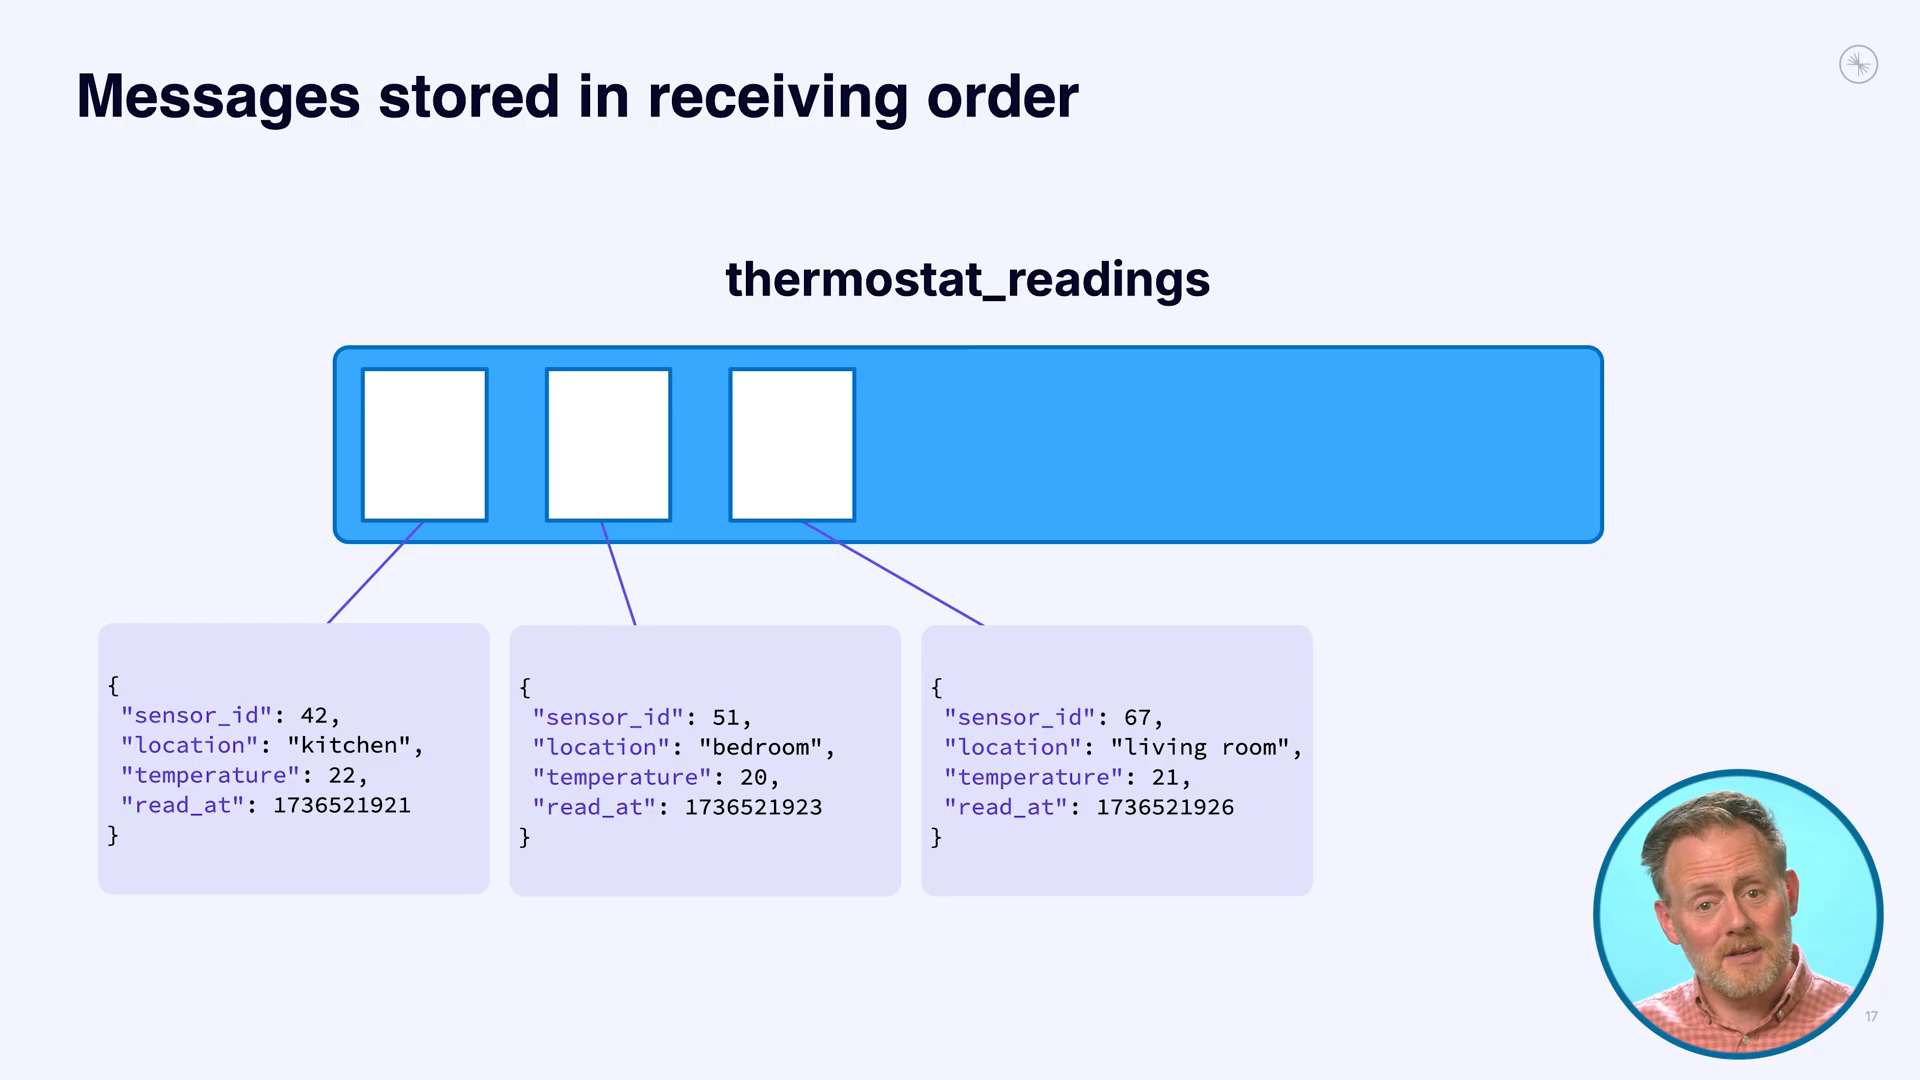 Messages stored in receiving order
thermostat_readings
{
"sensor_id": 42,
"location": "kitchen",
"temperature": 22,
"read_at": 1736521921
}
{
"sensor_id": 51,
"location": "bedroom",
"temperature": 20,
"read_at": 1736521923
}
{
"sensor_id": 67,
"location": "living room",
"temperature": 21,
"read_at": 1736521926
}
17